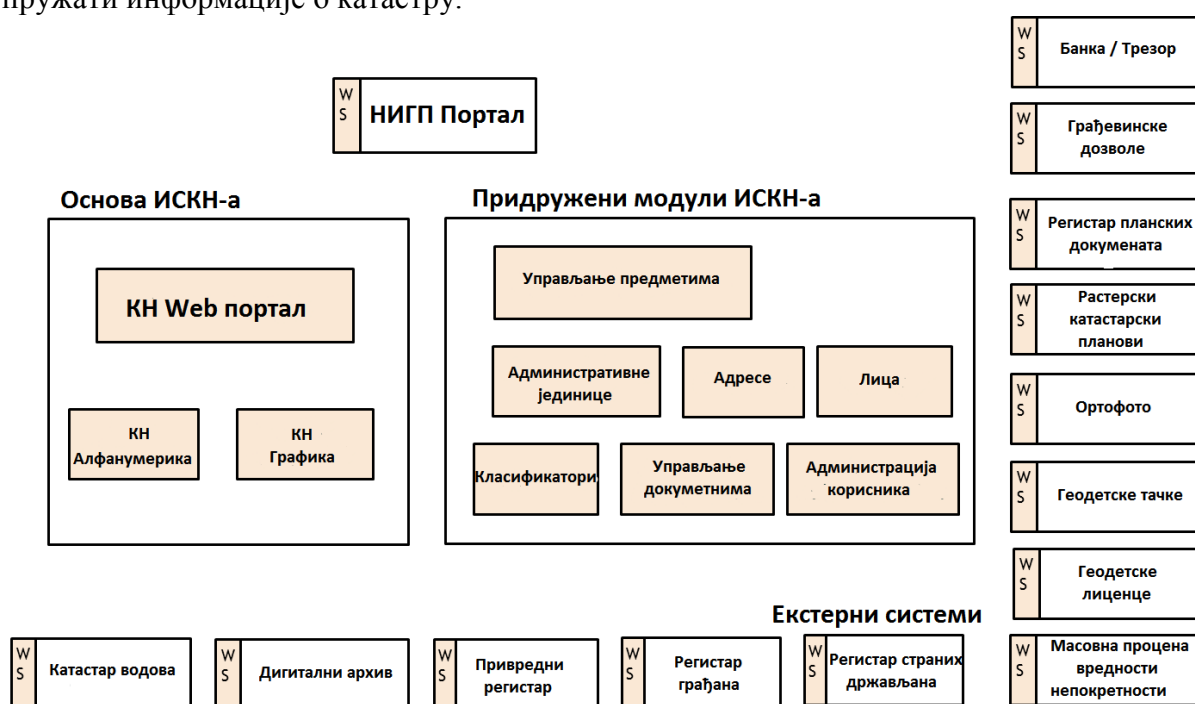 пружати информације о катастру.
W
S
НИГП Портал
Основа ИСКН-а
КН Web портал
КН
Алфанумерика
КН
Графика
Придружени модули ИСКН-а
Управљање предметима
Административне
јединице
Адресе
Лица
Класификатори
Управљање
докуметнима
Администрација
корисника
W
S
Банка / Трезор
W
S
Грађевинске
дозволе
W
S
Регистар планских
докумената
W
S
Растерски
катастарски
планови
W
S
Ортофото
W
S
Геодетске тачке
W
S
Геодетске
лиценце
Екстерни системи
W
S
Катастар водова
W
S
Дигитални архив
W
S
Привредни
регистар
W
S
Регистар
грађана
W
S
Регистар страних
држављана
W
S
Масовна процена
вредности
непокретности